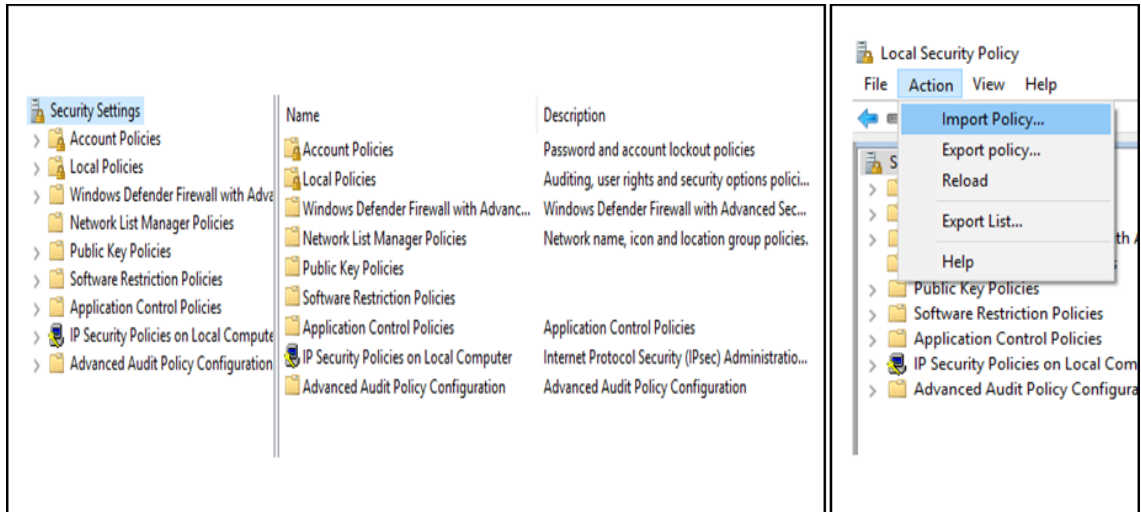 Security Settings
Account Policies
Local Policies
Windows Defender Firewall with Adva
Network List Manager Policies
Public Key Policies
Software Restriction Policies
Application Control Policies
IP Security Policies on Local Compute
Advanced Audit Policy Configuration
Name Description
Account Policies Password and account lockout policies
Local Policies Auditing, user rights and security options polici...
Windows Defender Firewall with Advanc... Windows Defender Firewall with Advanced Sec...
Network List Manager Policies Network name, icon and location group policies.
Public Key Policies
Software Restriction Policies
Application Control Policies Application Control Policies
IP Security Policies on Local Computer Internet Protocol Security (IPsec) Administratio...
Advanced Audit Policy Configuration Advanced Audit Policy Configuration
Local Security Policy
File Action View Help
Import Policy...
Export policy...
Reload
Export List...
Help
Public Key Policies
Software Restriction Policies
Application Control Policies
IP Security Policies on Local Com
Advanced Audit Policy Configura